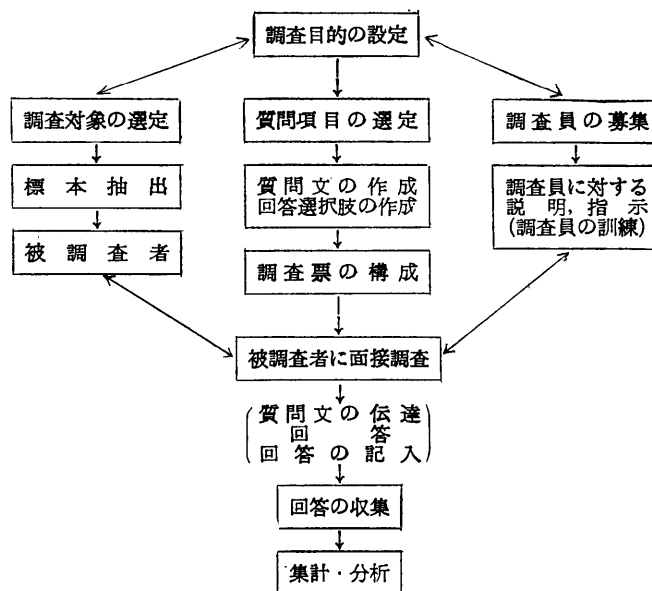 調査目的の設定
調査対象の選定
標本抽出
被調査者
質問項目の選定
質問文の作成
回答選択肢の作成
調査票の構成
調査員の募集
調査員に対する
説明,指示
(調査員の訓練)
被調査者に面接調査
質問文の伝達
回答
回答の記入
回答の収集
集計・分析